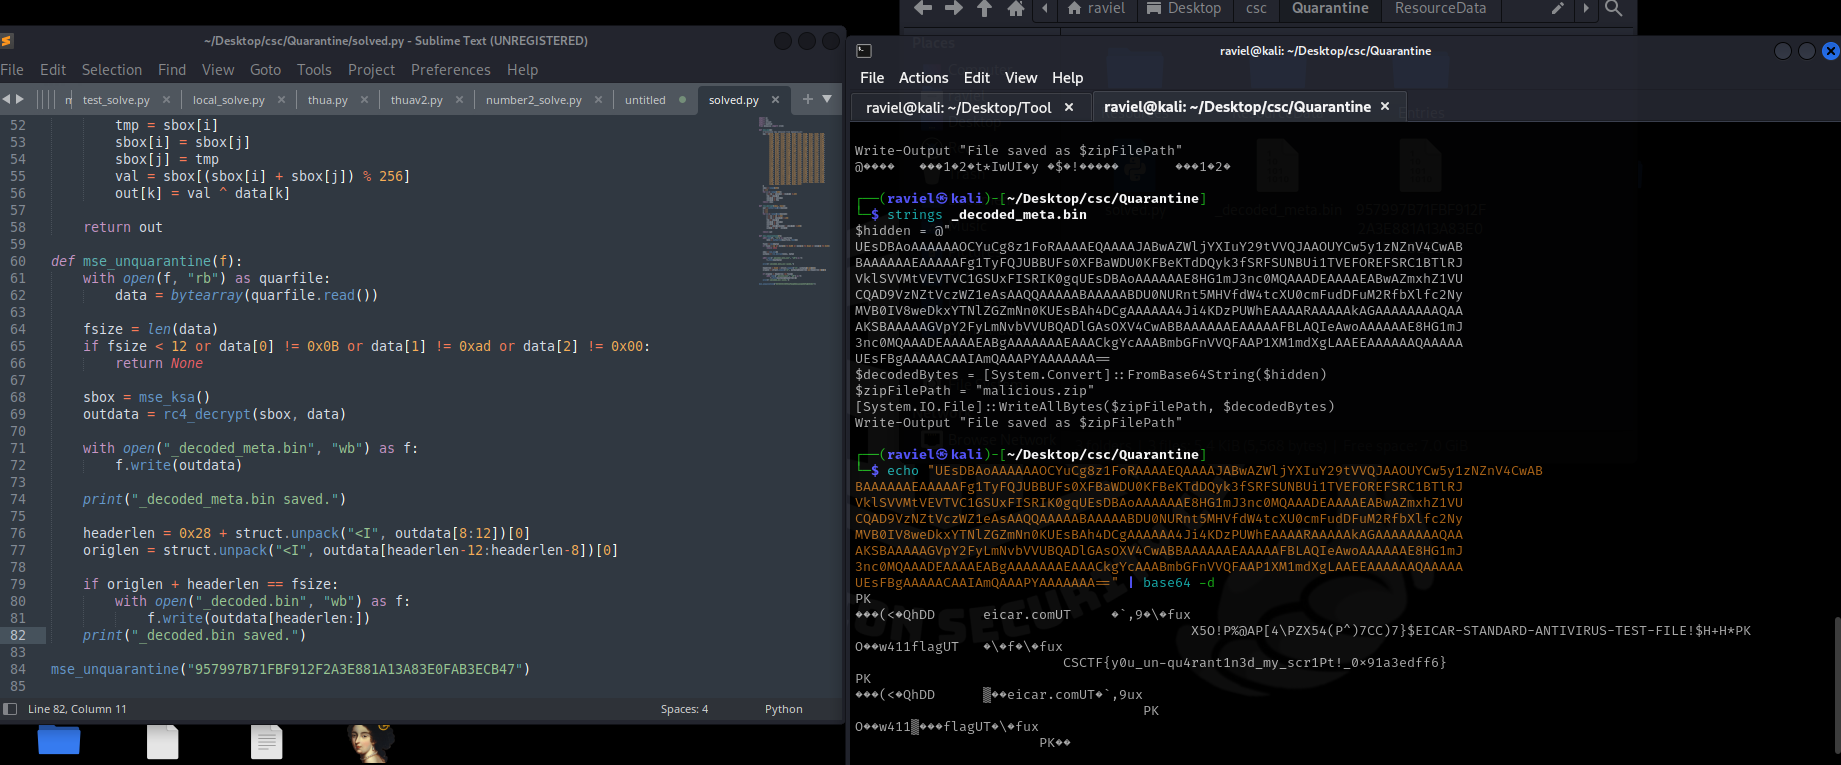 ~/Desktop/csc/Quarantine/solved.py - Sublime Text (UNREGISTERED)
File Edit Selection Find View Goto Tools Project Preferences Help
test_solve.py local_solve.py thua.py thuav2.py number2_solve.py untitled solved.py
52 tmp = sbox[i]
53 sbox[i] = sbox[j]
54 sbox[j] = tmp
55 val = sbox[(sbox[i] + sbox[j]) % 256]
56 out[k] = val ^ data[k]
57
58 return out
59
60 def mse_unquarantine(f):
61 with open(f, "rb") as quarfile:
62 data = bytearray(quarfile.read())
63
64 fsize = len(data)
65 if fsize < 12 or data[0] != 0x0B or data[1] != 0xad or data[2] != 0x00:
66 return None
67
68 sbox = mse_ksa()
69 outdata = rc4_decrypt(sbox, data)
70
71 with open("_decoded_meta.bin", "wb") as f:
72 f.write(outdata)
73
74 print("_decoded_meta.bin saved.")
75
76 headerlen = 0x28 + struct.unpack("<I", outdata[8:12])[0]
77 origlen = struct.unpack("<I", outdata[headerlen-12:headerlen-8])[0]
78
79 if origlen + headerlen == fsize:
80 with open("_decoded.bin", "wb") as f:
81 f.write(outdata[headerlen:])
82 print("_decoded.bin saved.")
83
84 mse_unquarantine("957997B71FBF912F2A3E881A13A83E0FAB3ECB47")
85
Line 82, Column 11 Spaces: 4 Python
raviel Desktop csc Quarantine ResourceData
raviel@kali: ~/Desktop/csc/Quarantine
File Actions Edit View Help
raviel@kali: ~/Desktop/Tool raviel@kali: ~/Desktop/csc/Quarantine
Write-Output "File saved as $zipFilePath"
@���� ���1�2�t*IwUI�y �$�!����� ���1�2�
(raviel㉿kali)-[~/Desktop/csc/Quarantine]
$ strings _decoded_meta.bin
$hidden = @"
UEsDBAoAAAAAAOCYuCg8z1FoRAAAAEQAAAAJABwAZWljYXIuY29tVVQJAAOUYCw5y1zNZnV4CwAB
BAAAAAAEAAAAAFg1TyFQJUBBUFs0XFBaWDU0KFBeKTdDQyk3fSRFSUNBUi1TVEFOREFSRC1BTlRJ
VklSVVMtVEVTVC1GSUxFISRIK0gqUEsDBAoAAAAAAE8HG1mJ3nc0MQAAADEAAAAEABwAZmxhZ1VU
CQAD9VzNZtVczWZ1eAsAAQQAAAAABAAAAABDU0NURnt5MHVfdW4tcXU0cmFudDFuM2RfbXlfc2Ny
MVB0IV8weDkxYTNlZGZmNn0KUEsBAh4DCgAAAAAA4Ji4KDzPUWhEAAAARAAAAAkAGAAAAAAAAQAA
AKSBAAAAAGVpY2FyLmNvbVVUBQADlGAsOXV4CwABBAAAAAAEAAAAAFBLAQIeAwoAAAAAAE8HG1mJ
3nc0MQAAADEAAAAEABgAAAAAAAEAAACkgYcAAABmbGFnVVQFAAP1XM1mdXgLAAEEAAAAAAQAAAAA
UEsFBgAAAAACAAIAmQAAAPYAAAAAAA==
$decodedBytes = [System.Convert]::FromBase64String($hidden)
$zipFilePath = "malicious.zip"
[System.IO.File]::WriteAllBytes($zipFilePath, $decodedBytes)
Write-Output "File saved as $zipFilePath"
(raviel㉿kali)-[~/Desktop/csc/Quarantine]
$ echo "UEsDBAoAAAAAAOCYuCg8z1FoRAAAAEQAAAAJABwAZWljYXIuY29tVVQJAAOUYCw5y1zNZnV4CwAB
BAAAAAAEAAAAAFg1TyFQJUBBUFs0XFBaWDU0KFBeKTdDQyk3fSRFSUNBUi1TVEFOREFSRC1BTlRJ
VklSVVMtVEVTVC1GSUxFISRIK0gqUEsDBAoAAAAAAE8HG1mJ3nc0MQAAADEAAAAEABwAZmxhZ1VU
CQAD9VzNZtVczWZ1eAsAAQQAAAAABAAAAABDU0NURnt5MHVfdW4tcXU0cmFudDFuM2RfbXlfc2Ny
MVB0IV8weDkxYTNlZGZmNn0KUEsBAh4DCgAAAAAA4Ji4KDzPUWhEAAAARAAAAAkAGAAAAAAAAQAA
AKSBAAAAAGVpY2FyLmNvbVVUBQADlGAsOXV4CwABBAAAAAAEAAAAAFBLAQIeAwoAAAAAAE8HG1mJ
3nc0MQAAADEAAAAEABgAAAAAAAEAAACkgYcAAABmbGFnVVQFAAP1XM1mdXgLAAEEAAAAAAQAAAAA
UEsFBgAAAAACAAIAmQAAAPYAAAAAAA==" | base64 -d
PK
���(<�QhDD eicar.comUT �`,9�\�fux
X5O!P%@AP[4\PZX54(P^)7CC)7}$EICAR-STANDARD-ANTIVIRUS-TEST-FILE!$H+H*PK
O��w411flagUT �\�f�\�fux
CSCTF{y0u_un-qu4rant1n3d_my_scr1Pt!_0×91a3edff6}
PK
���(<�QhDD ▒��eicar.comUT�`,9ux
PK
O��w411▒���flagUT�\�fux
PK��